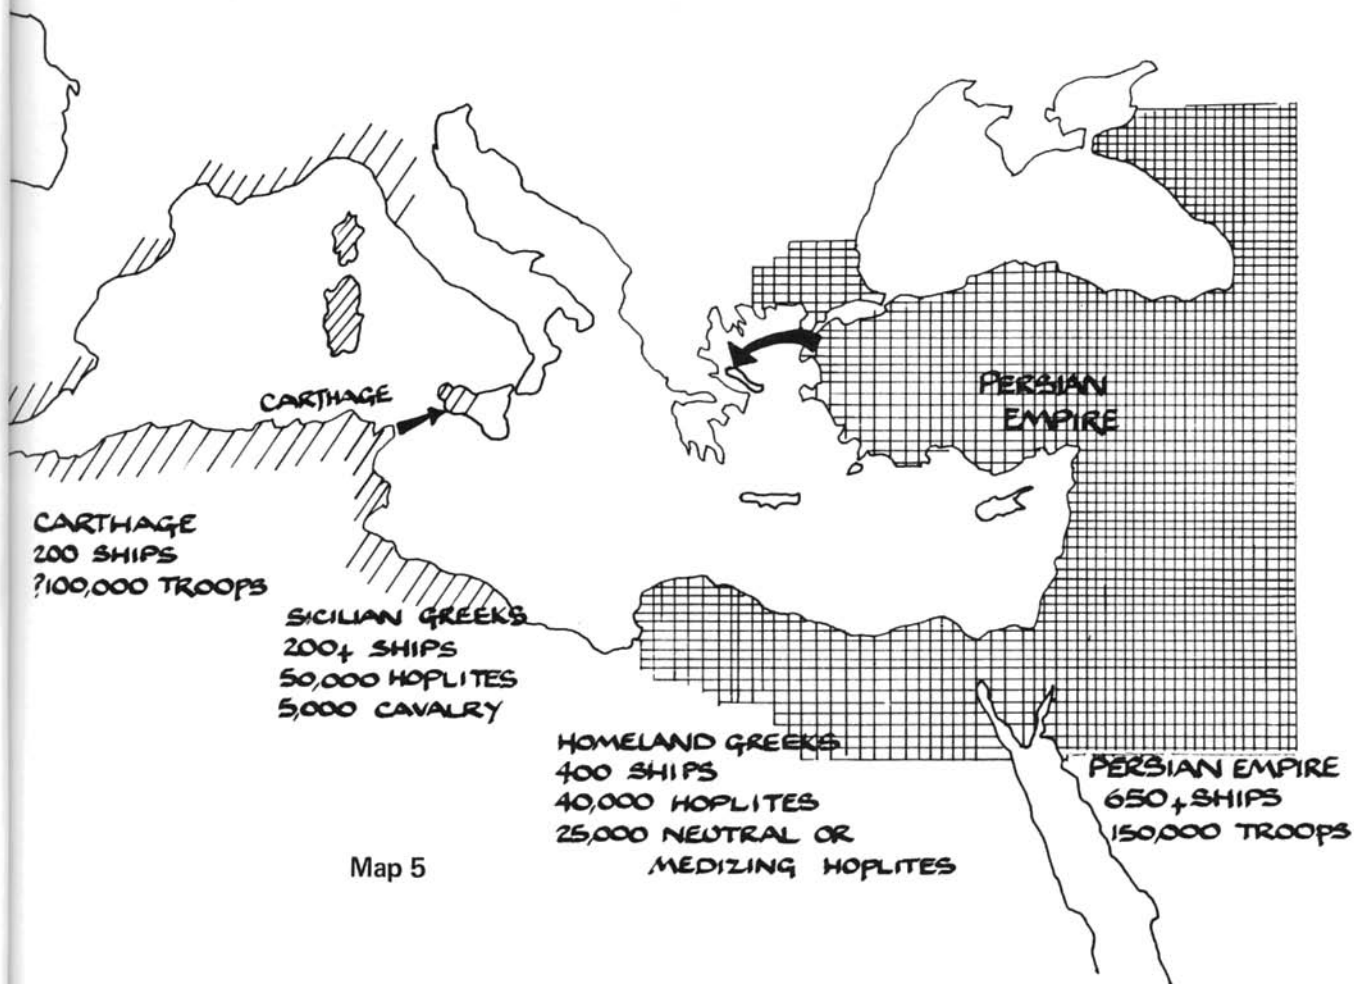 PERSIAN
EMPIRE
CARTHAGE
CARTHAGE
200 SHIPS
?100,000 TROOPS
SICILIAN GREEKS
200+ SHIPS
50,000 HOPLITES
5,000 CAVALRY
HOMELAND GREEKS
400 SHIPS
40,000 HOPLITES
25,000 NEUTRAL OR
MEDIZING HOPLITES
PERSIAN EMPIRE
650+ SHIPS
150,000 TROOPS
Map 5